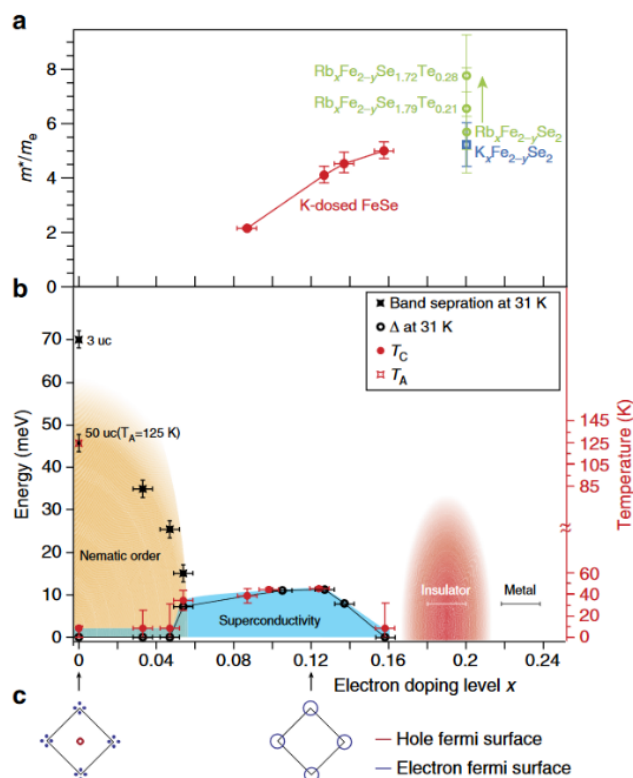 a
m*/mₑ
8
6
4
2
0
RbₓFe₂₋ySe₁.₇₂Te₀.₂₈
RbₓFe₂₋ySe₁.₇₉Te₀.₂₁
RbₓFe₂₋ySe₂
KₓFe₂₋ySe₂
K-dosed FeSe
b
Energy (meV)
70
60
50
40
30
20
10
0
Band sepration at 31 K
Δ at 31 K
T_C
T_A
3 uc
50 uc(T_A=125 K)
Nematic order
Superconductivity
Insulator
Metal
Temperature (K)
145
125
105
85
60
40
20
0
0
0.04
0.08
0.12
0.16
0.2
0.24
Electron doping level x
c
Hole fermi surface
Electron fermi surface